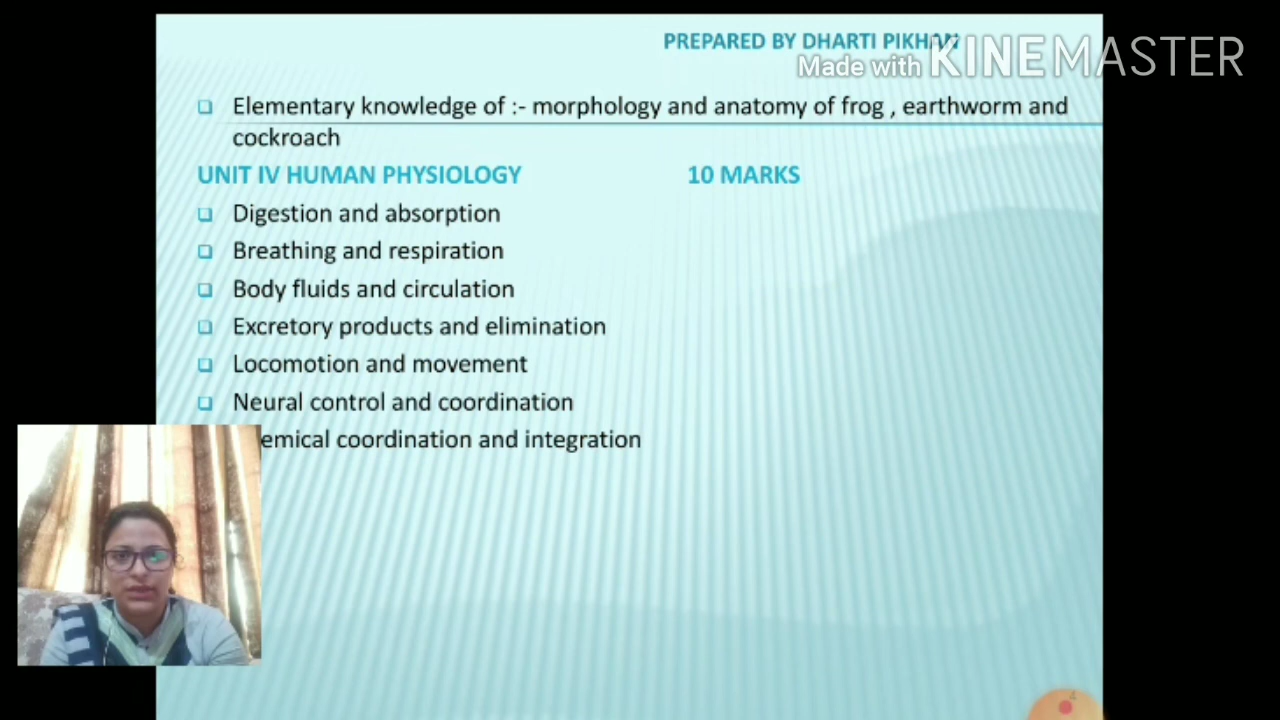 PREPARED BY DHARTI PIKHAN
Made with KINEMASTER
Elementary knowledge of :- morphology and anatomy of frog , earthworm and
cockroach
UNIT IV HUMAN PHYSIOLOGY 10 MARKS
Digestion and absorption
Breathing and respiration
Body fluids and circulation
Excretory products and elimination
Locomotion and movement
Neural control and coordination
emical coordination and integration